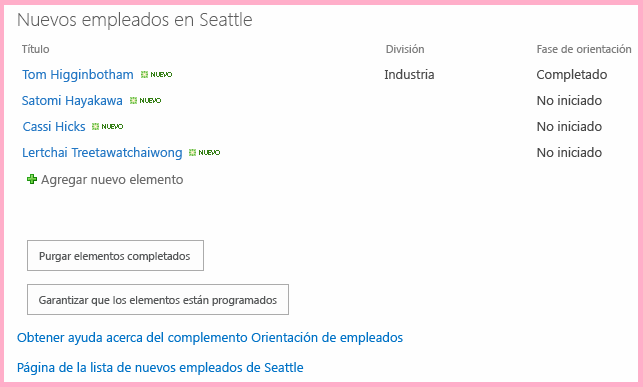 Nuevos empleados en Seattle
Título División Fase de orientación
Tom Higginbotham NUEVO Industria Completado
Satomi Hayakawa NUEVO No iniciado
Cassi Hicks NUEVO No iniciado
Lertchai Treetawatchaiwong NUEVO No iniciado
Agregar nuevo elemento
Purgar elementos completados
Garantizar que los elementos están programados
Obtener ayuda acerca del complemento Orientación de empleados
Página de la lista de nuevos empleados de Seattle